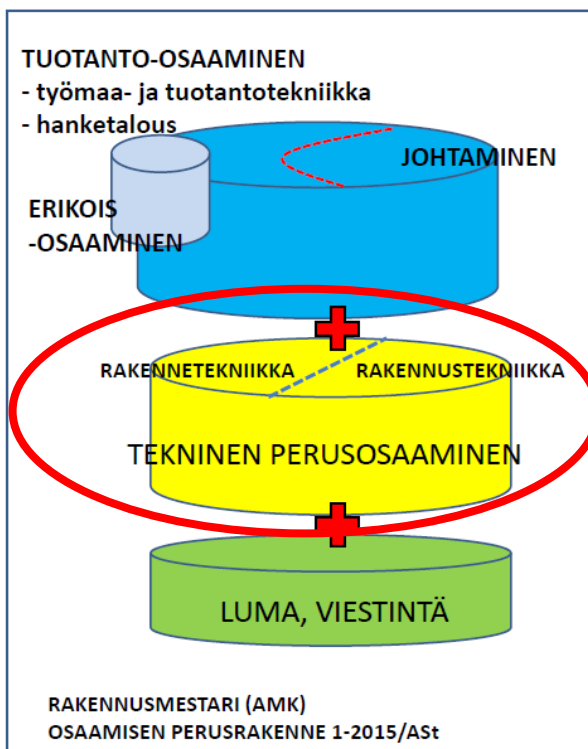 TUOTANTO-OSAAMINEN
- työmaa- ja tuotantotekniikka
- hanketalous
JOHTAMINEN
ERIKOIS
-OSAAMINEN
RAKENNETEKNIIKKA
RAKENNUSTEKNIIKKA
TEKNINEN PERUSOSAAMINEN
LUMA, VIESTINTÄ
RAKENNUSMESTARI (AMK)
OSAAMISEN PERUSRAKENNE 1-2015/ASt